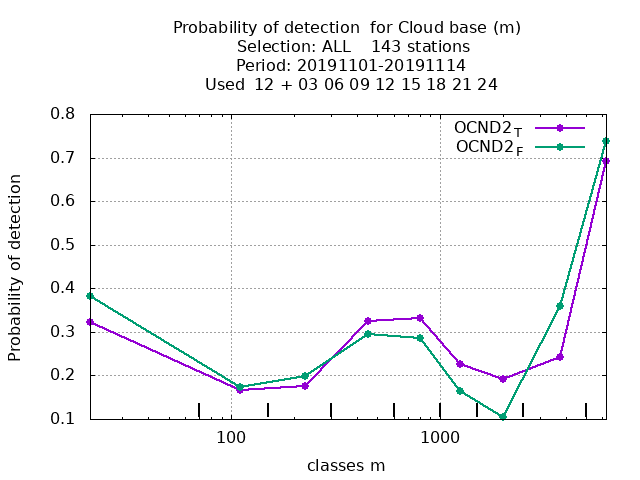 Probability of detection  for Cloud base (m)
Selection: ALL    143 stations
Period: 20191101-20191114
Used  12 + 03 06 09 12 15 18 21 24
0.8
0.7
0.6
0.5
0.4
0.3
0.2
0.1
Probability of detection
OCND2T
OCND2F
100
1000
classes m